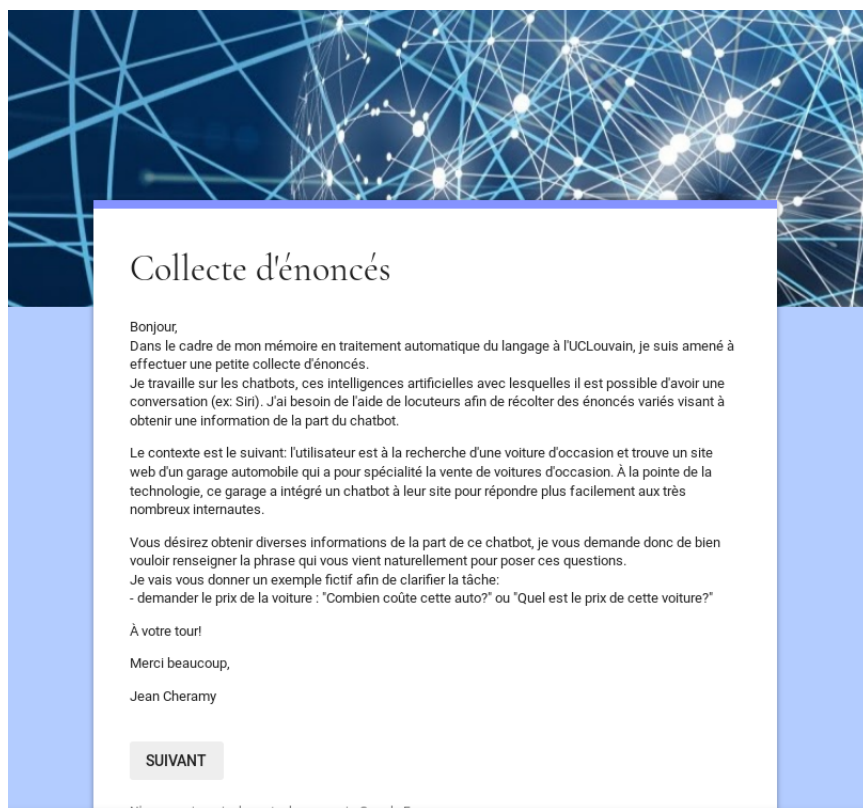 Collecte d'énoncés
Bonjour,
Dans le cadre de mon mémoire en traitement automatique du langage à l'UCLouvain, je suis amené à
effectuer une petite collecte d'énoncés.
Je travaille sur les chatbots, ces intelligences artificielles avec lesquelles il est possible d'avoir une
conversation (ex: Siri). J'ai besoin de l'aide de locuteurs afin de récolter des énoncés variés visant à
obtenir une information de la part du chatbot.
Le contexte est le suivant: l'utilisateur est à la recherche d'une voiture d'occasion et trouve un site
web d'un garage automobile qui a pour spécialité la vente de voitures d'occasion. À la pointe de la
technologie, ce garage a intégré un chatbot à leur site pour répondre plus facilement aux très
nombreux internautes.
Vous désirez obtenir diverses informations de la part de ce chatbot, je vous demande donc de bien
vouloir renseigner la phrase qui vous vient naturellement pour poser ces questions.
Je vais vous donner un exemple fictif afin de clarifier la tâche:
- demander le prix de la voiture : "Combien coûte cette auto?" ou "Quel est le prix de cette voiture?"
À votre tour!
Merci beaucoup,
Jean Cheramy
SUIVANT